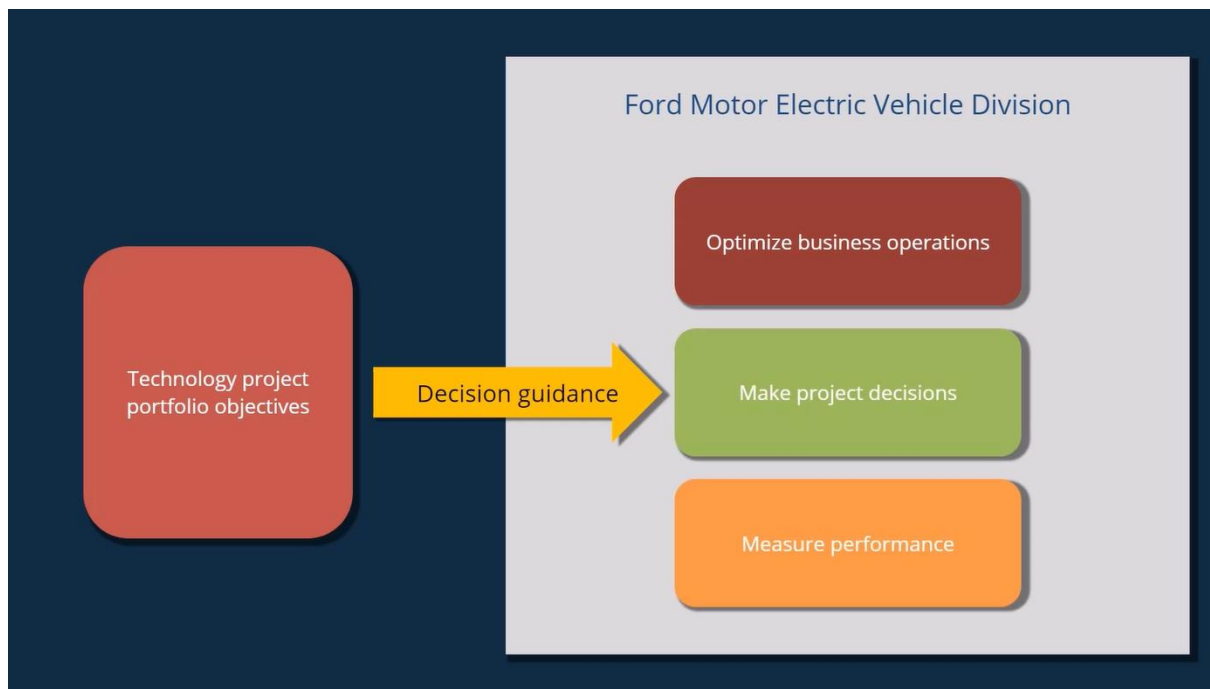 Ford Motor Electric Vehicle Division
Optimize business operations
Technology project
portfolio objectives
Decision guidance
Make project decisions
Measure performance